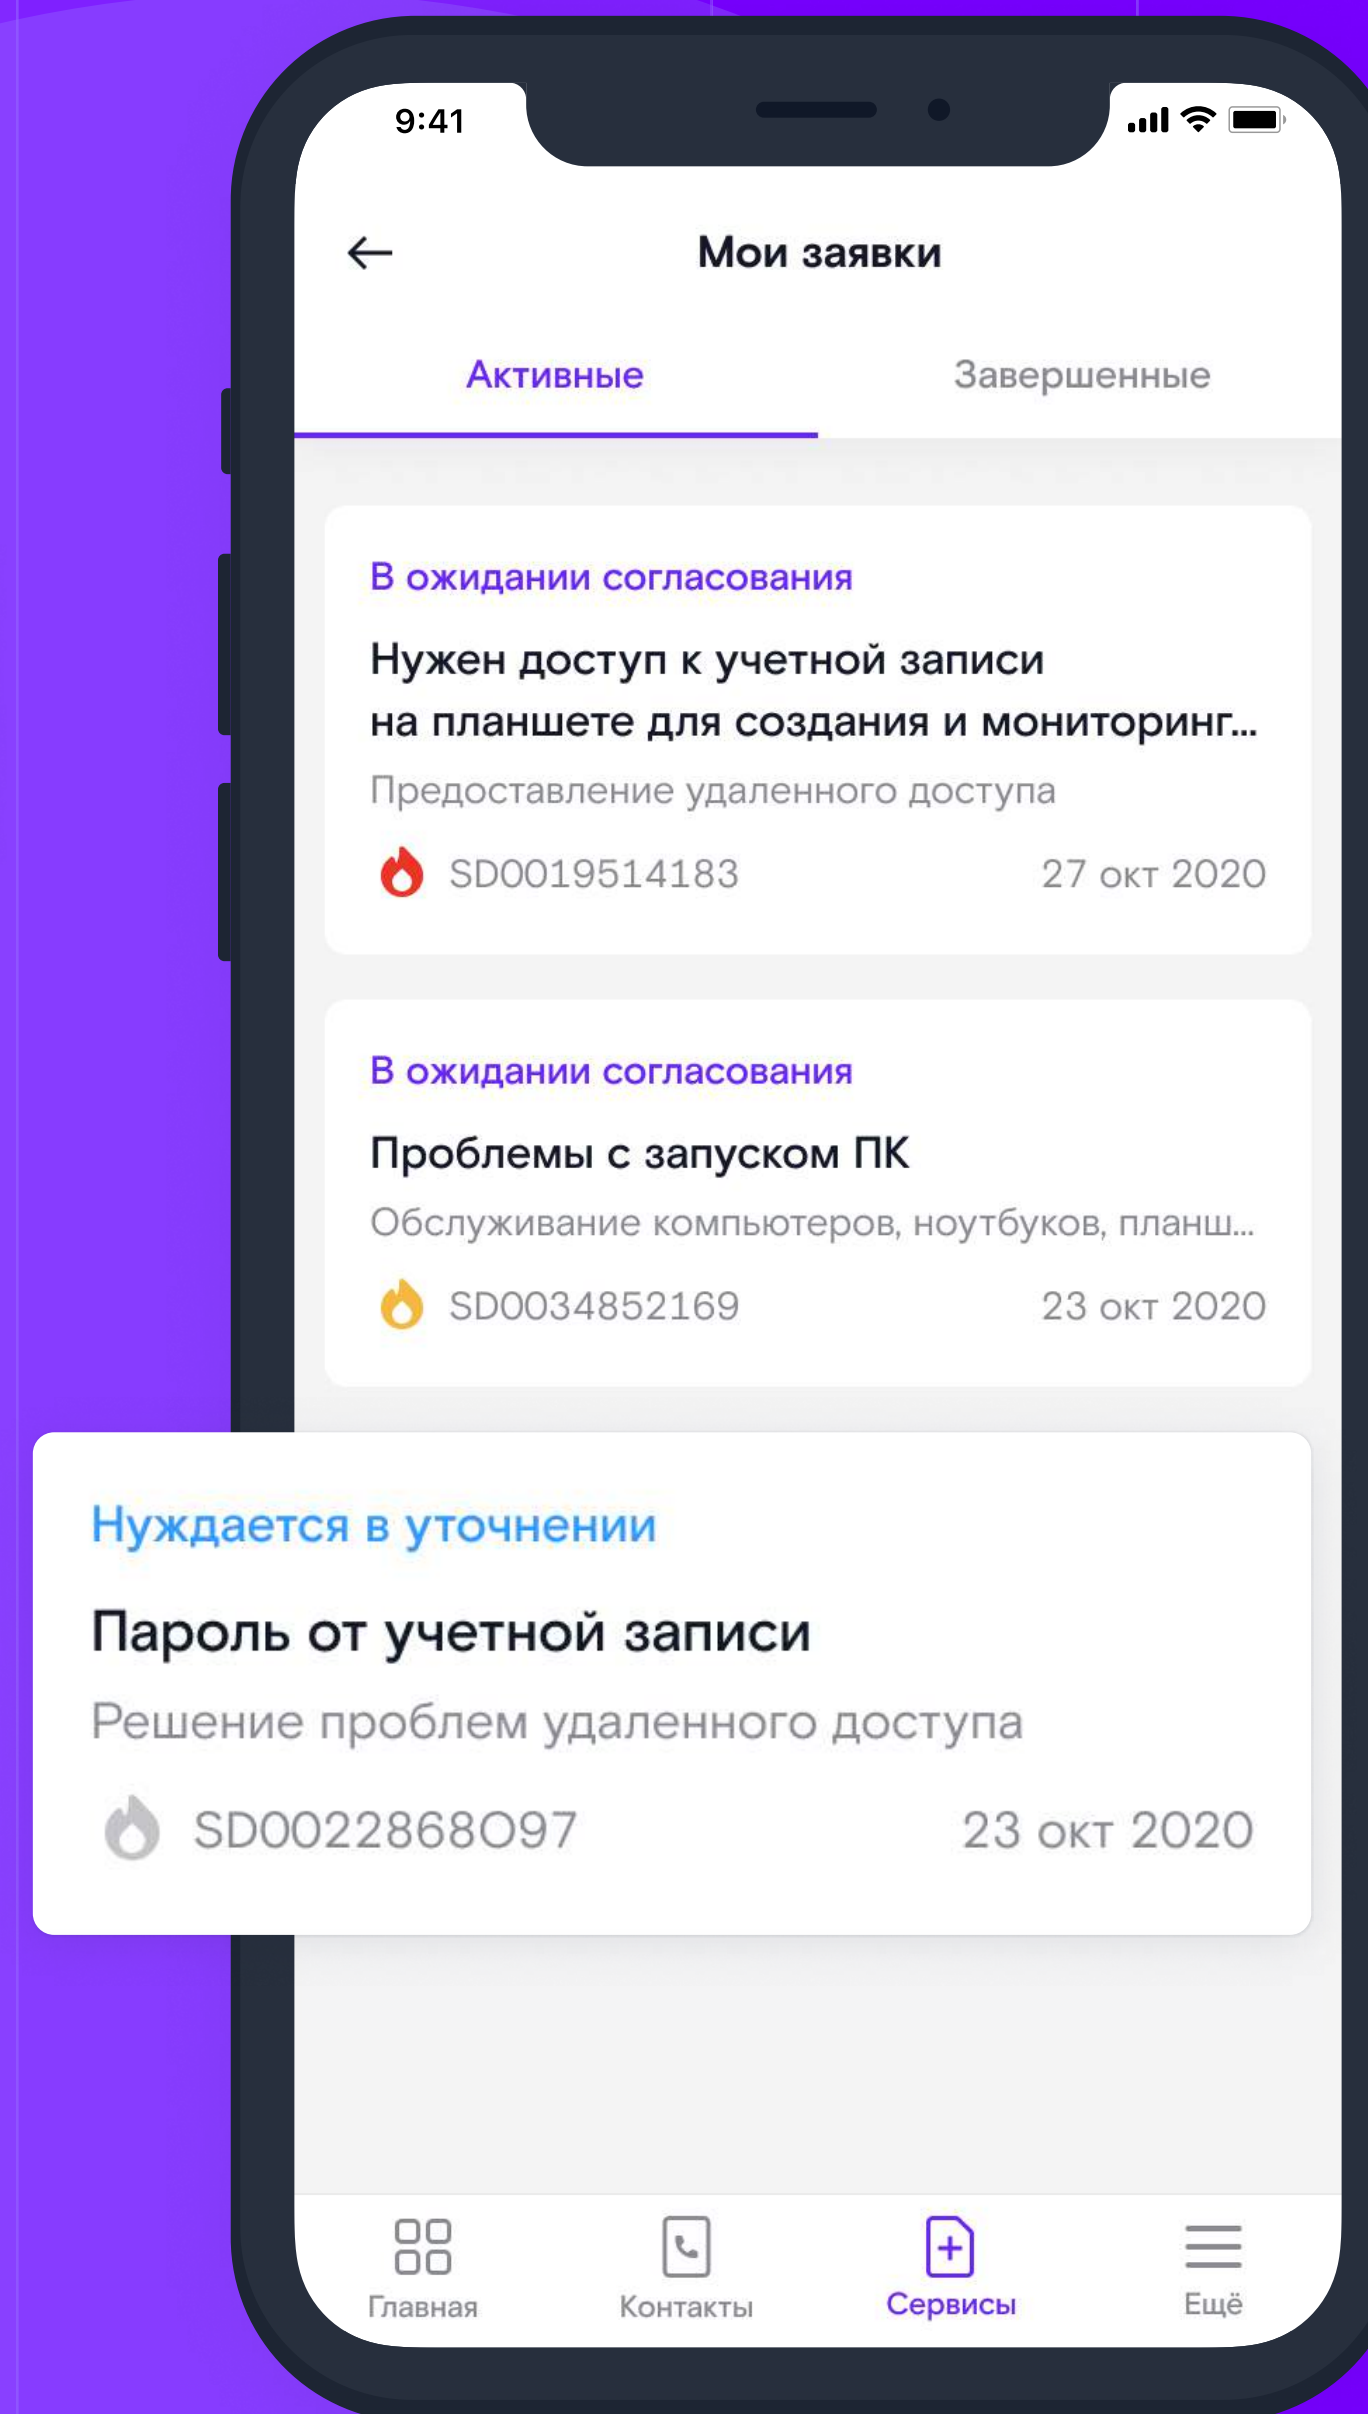 9:41
Мои заявки
Активные
Завершенные
В ожидании согласования
Нужен доступ к учетной записи
на планшете для создания и мониторинг...
Предоставление удаленного доступа
SD0019514183
27 окт 2020
В ожидании согласования
Проблемы с запуском ПК
Обслуживание компьютеров, ноутбуков, планш...
SD0034852169
23 окт 2020
Нуждается в уточнении
Пароль от учетной записи
Решение проблем удаленного доступа
SD0022868O97
23 окт 2020
Главная
Контакты
Сервисы
Ещё